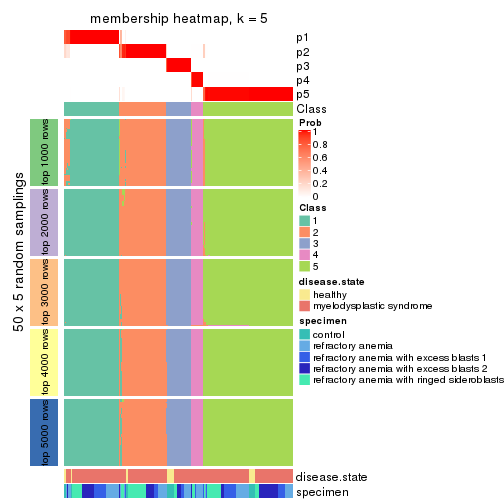 membership heatmap, k = 5
p1
p2
p3
p4
p5
Class
50 x 5 random samplings
top 1000 rows
top 2000 rows
top 3000 rows
top 4000 rows
top 5000 rows
disease.state
specimen
Prob
1
0.8
0.6
0.4
0.2
0
Class
1
2
3
4
5
disease.state
healthy
myelodysplastic syndrome
specimen
control
refractory anemia
refractory anemia with excess blasts 1
refractory anemia with excess blasts 2
refractory anemia with ringed sideroblasts